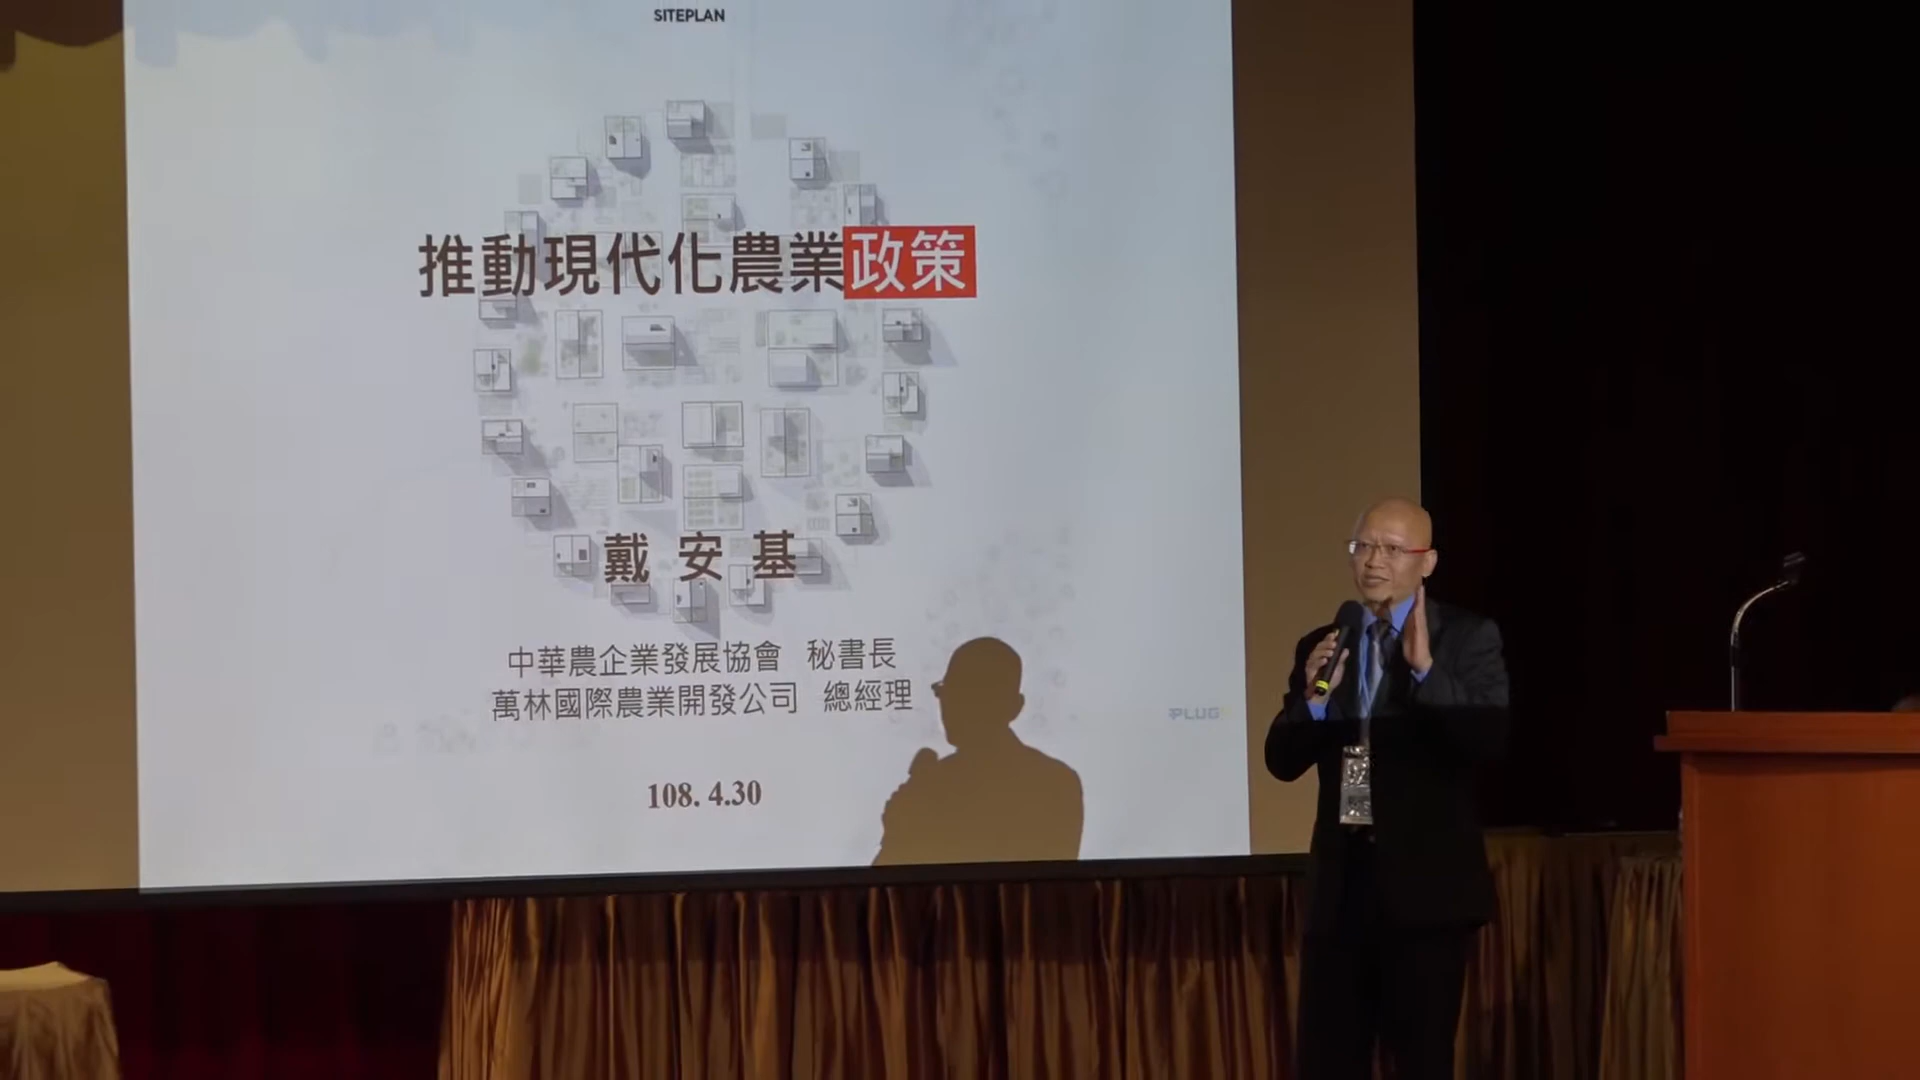 SITEPLAN
推動現代化農業政策
戴安基
中華農企業發展協會 秘書長
萬林國際農業開發公司 總經理
PLUG
108. 4.30